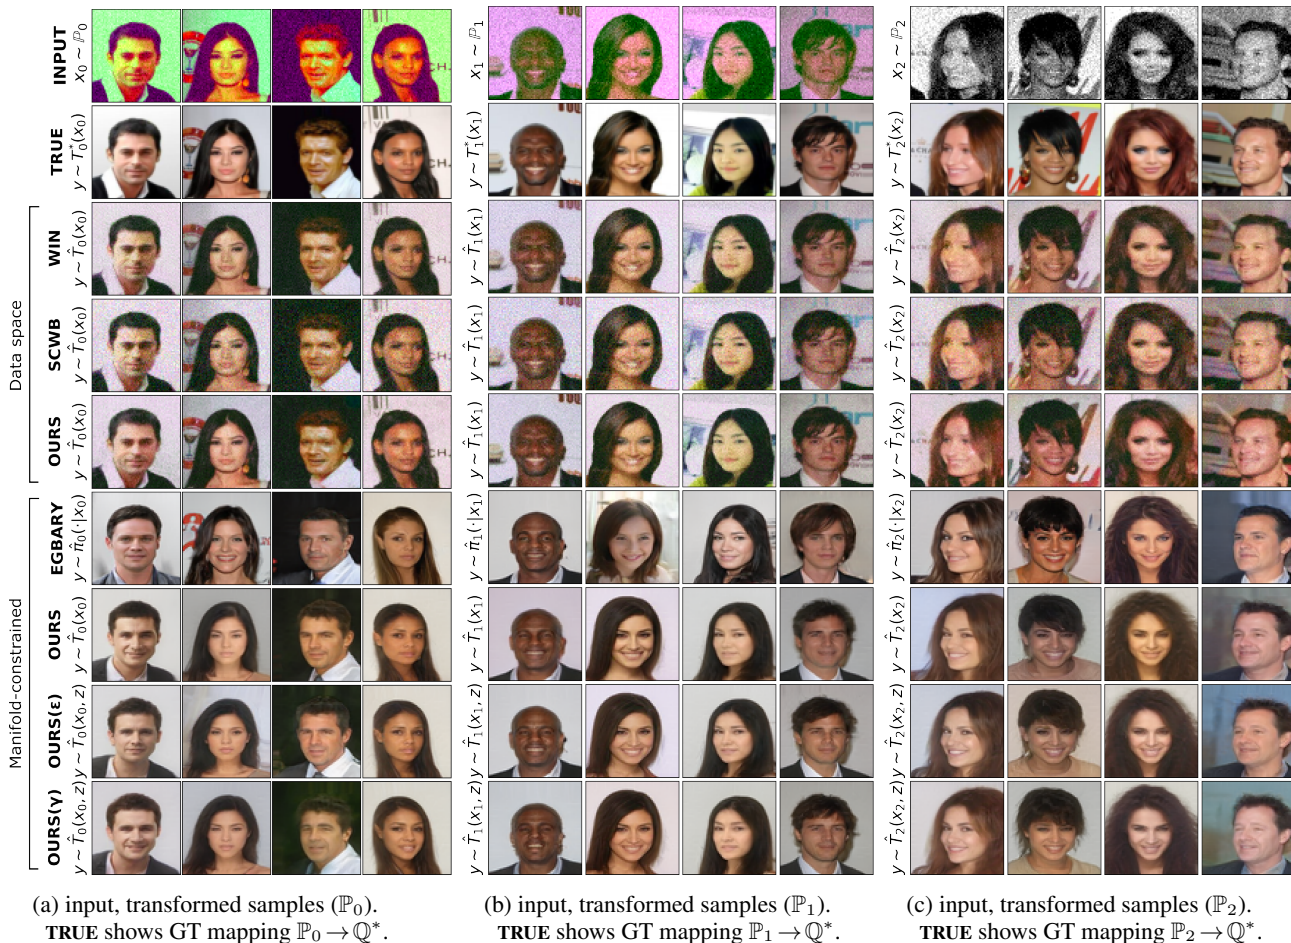 INPUT
x₀ ∼ ℙ₀
x₁ ∼ ℙ₁
x₂ ∼ ℙ₂
TRUE
y ∼ T₀*(x₀)
y ∼ T₁*(x₁)
y ∼ T₂*(x₂)
Data space
WIN
y ∼ T̂₀(x₀)
y ∼ T̂₁(x₁)
y ∼ T̂₂(x₂)
SCWB
y ∼ T̂₀(x₀)
y ∼ T̂₁(x₁)
y ∼ T̂₂(x₂)
OURS
y ∼ T̂₀(x₀)
y ∼ T̂₁(x₁)
y ∼ T̂₂(x₂)
Manifold-constrained
EGBARY
y ∼ π̂₀(·|x₀)
y ∼ π̂₁(·|x₁)
y ∼ π̂₂(·|x₂)
OURS
y ∼ T̂₀(x₀)
y ∼ T̂₁(x₁)
y ∼ T̂₂(x₂)
OURS(ε)
y ∼ T̂₀(x₀, z)
y ∼ T̂₁(x₁, z)
y ∼ T̂₂(x₂, z)
OURS(γ)
y ∼ T̂₀(x₀, z)
y ∼ T̂₁(x₁, z)
y ∼ T̂₂(x₂, z)
(a) input, transformed samples (ℙ₀).
TRUE shows GT mapping ℙ₀ → ℚ*.
(b) input, transformed samples (ℙ₁).
TRUE shows GT mapping ℙ₁ → ℚ*.
(c) input, transformed samples (ℙ₂).
TRUE shows GT mapping ℙ₂ → ℚ*.